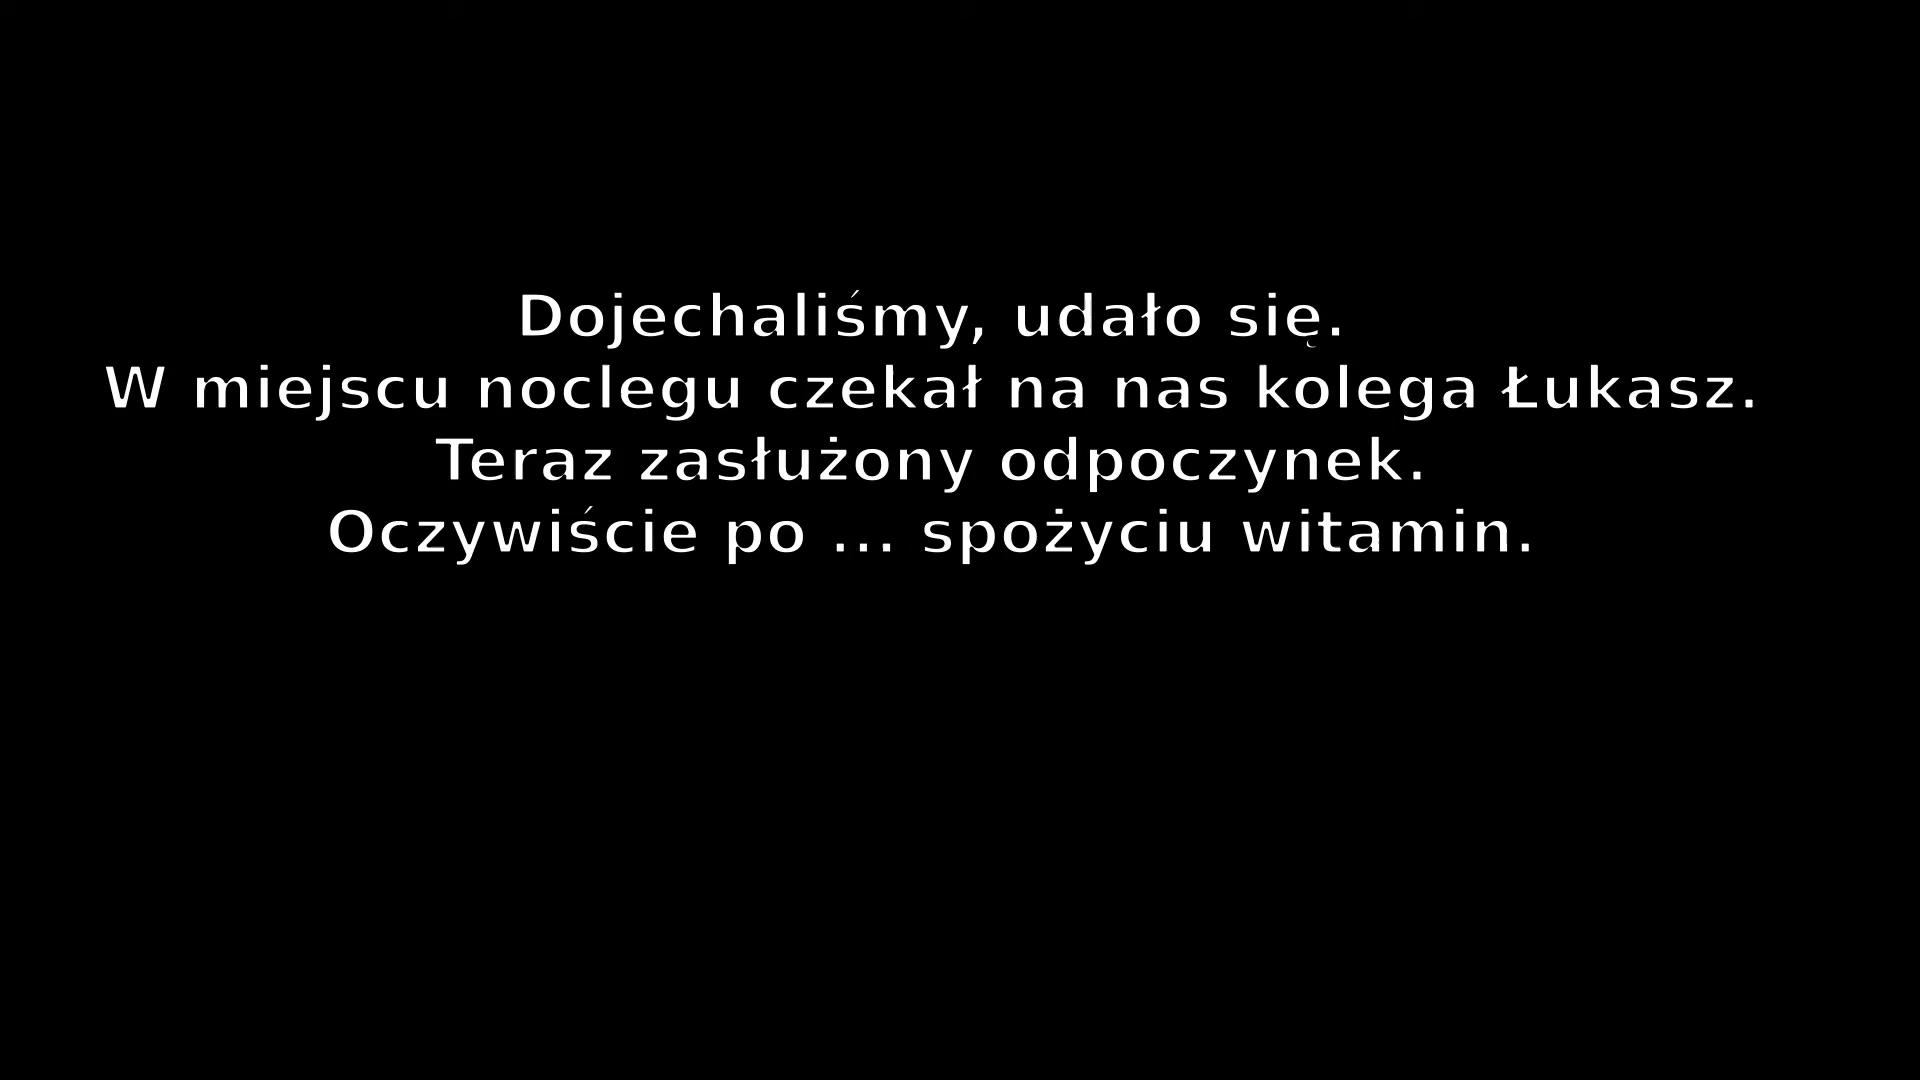 Dojechaliśmy, udało się.
W miejscu noclegu czekał na nas kolega Łukasz.
Teraz zasłużony odpoczynek.
Oczywiście po ... spożyciu witamin.